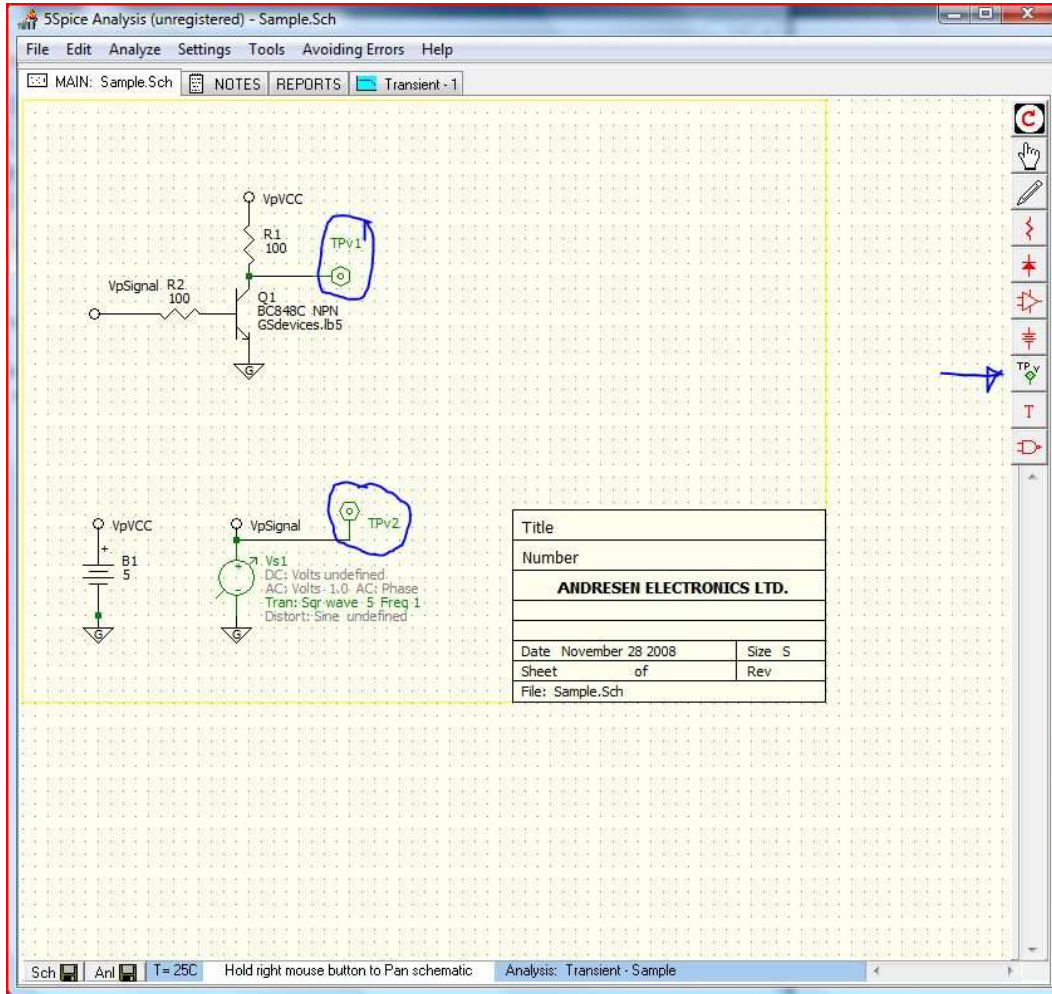 5Spice Analysis (unregistered) - Sample.Sch
File Edit Analyze Settings Tools Avoiding Errors Help
MAIN: Sample.Sch NOTES REPORTS Transient - 1
VpVCC
R1
100
TPv1
VpSignal R2
100
Q1
BC848C NPN
GSdevices.lb5
G
C
TP v
T
VpVCC
+
B1
5
G
VpSignal
TPv2
+
Vs1
DC: Volts undefined
AC: Volts 1.0 AC: Phase
Tran: Sqr wave 5 Freq 1
Distort: Sine undefined
G
Title
Number
ANDRESEN ELECTRONICS LTD.
Date November 28 2008 Size S
Sheet of Rev
File: Sample.Sch
Sch Anl T= 25C Hold right mouse button to Pan schematic Analysis: Transient - Sample